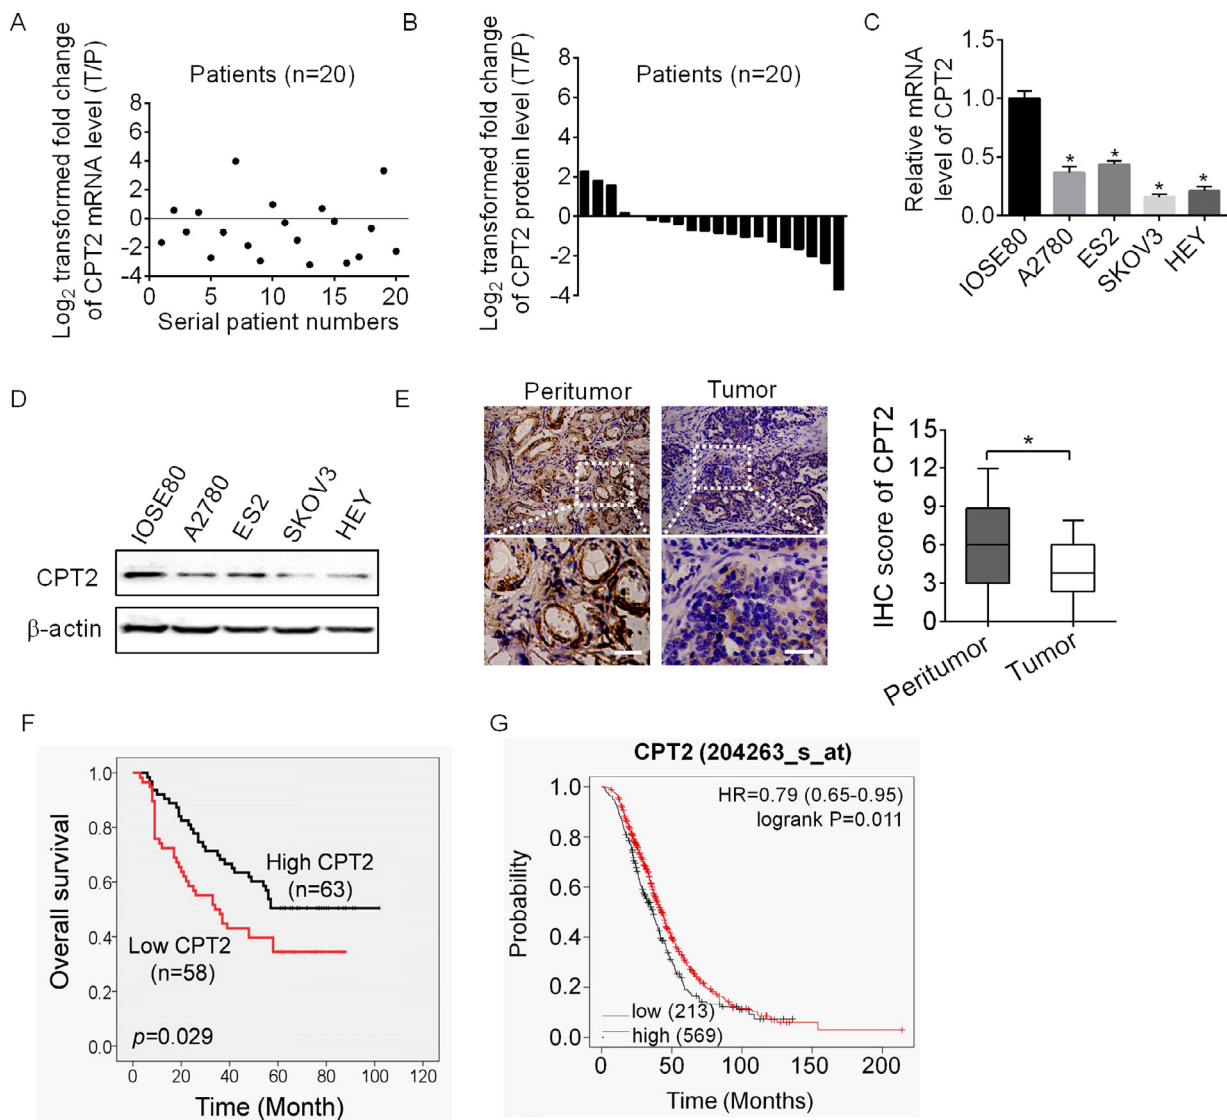 A
Patients (n=20)
Log₂ transformed fold change
of CPT2 mRNA level (T/P)
8
6
4
2
0
−2
−4
0 5 10 15 20
Serial patient numbers
B
Patients (n=20)
Log₂ transformed fold change
of CPT2 protein level (T/P)
8
6
4
2
0
−2
−4
C
Relative mRNA
level of CPT2
1.5
1.0
0.5
0.0
* * * *
IOSE80 A2780 ES2 SKOV3 HEY
D
IOSE80 A2780 ES2 SKOV3 HEY
CPT2
β-actin
E
Peritumor Tumor
IHC score of CPT2
15
12
9
6
3
0
*
Peritumor Tumor
F
Overall survival
1.0
0.8
0.6
0.4
0.2
0.0
High CPT2
(n=63)
Low CPT2
(n=58)
p=0.029
0 20 40 60 80 100 120
Time (Month)
G
CPT2 (204263_s_at)
HR=0.79 (0.65-0.95)
logrank P=0.011
Probability
1.0
0.8
0.6
0.4
0.2
0.0
low (213)
high (569)
0 50 100 150 200
Time (Months)